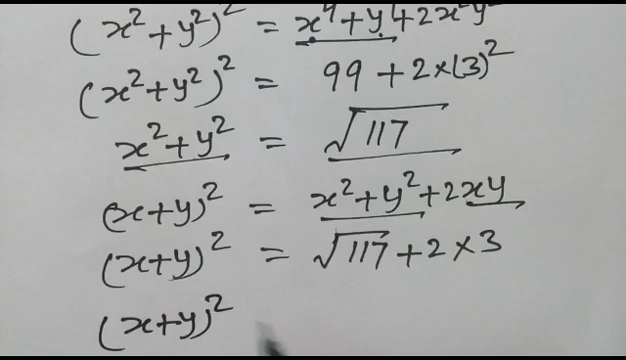 (x² + y²)² = x⁴ + y⁴ + 2x²y²
(x² + y²)² = 99 + 2×(3)²
x² + y² = √117
(x+y)² = x² + y² + 2xy
(x+y)² = √117 + 2×3
(x+y)²